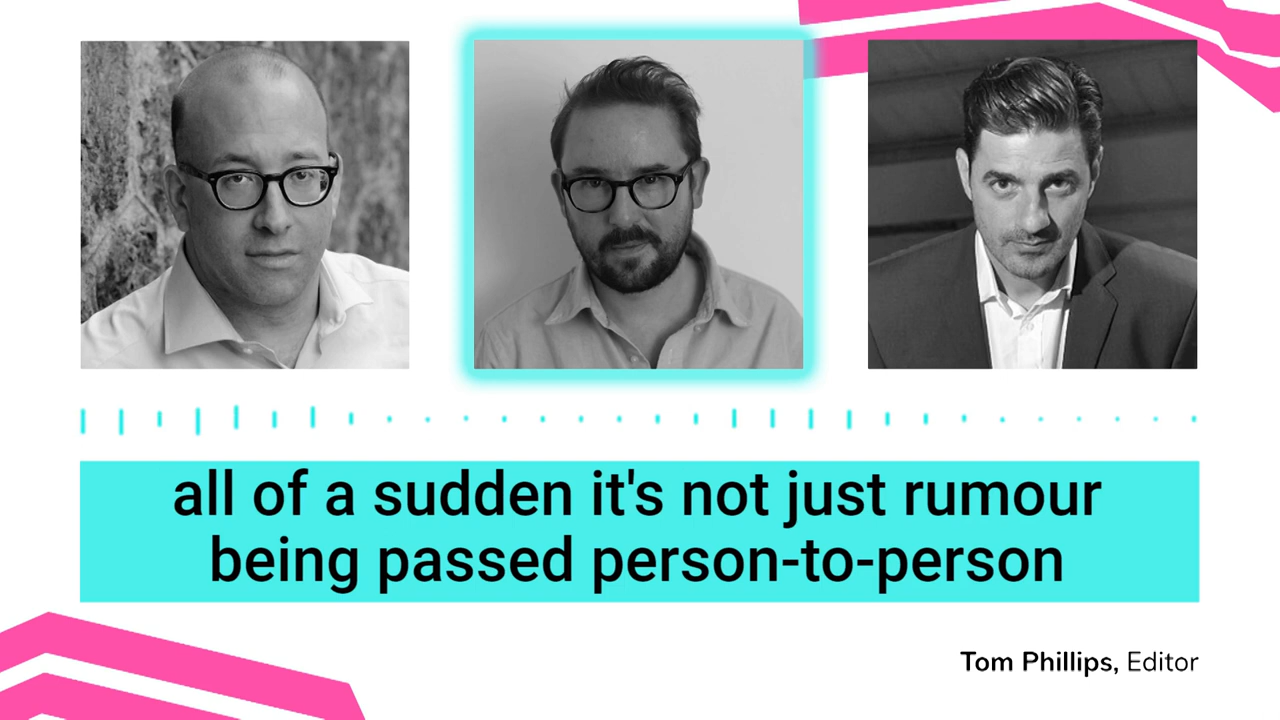 all of a sudden it's not just rumour
being passed person-to-person
Tom Phillips, Editor